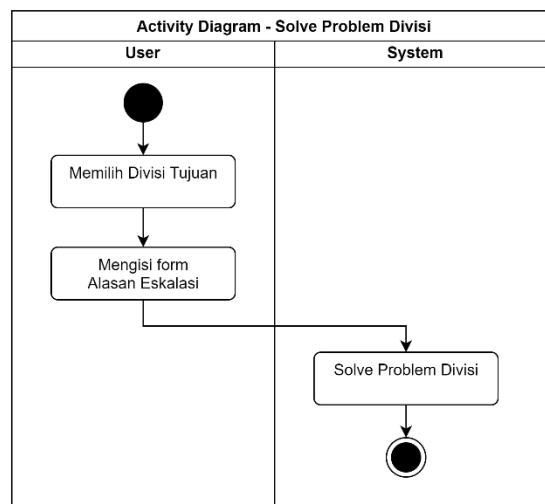 Activity Diagram - Solve Problem Divisi
User
System
Memilih Divisi Tujuan
Mengisi form
Alasan Eskalasi
Solve Problem Divisi